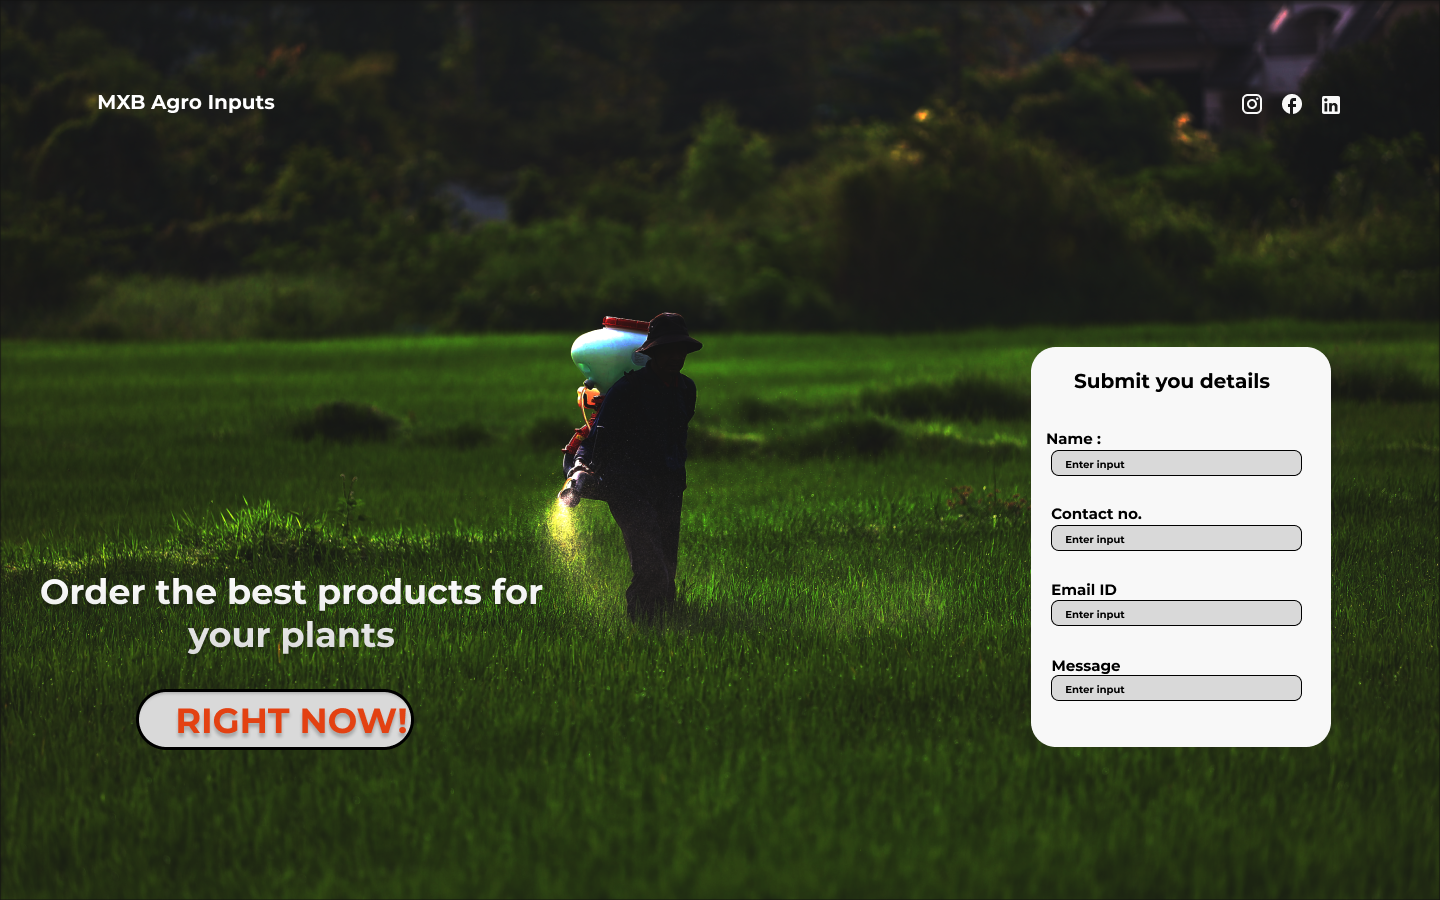 MXB Agro Inputs
Order the best products for
your plants
RIGHT NOW!
Submit you details
Name :
Enter input
Contact no.
Enter input
Email ID
Enter input
Message
Enter input